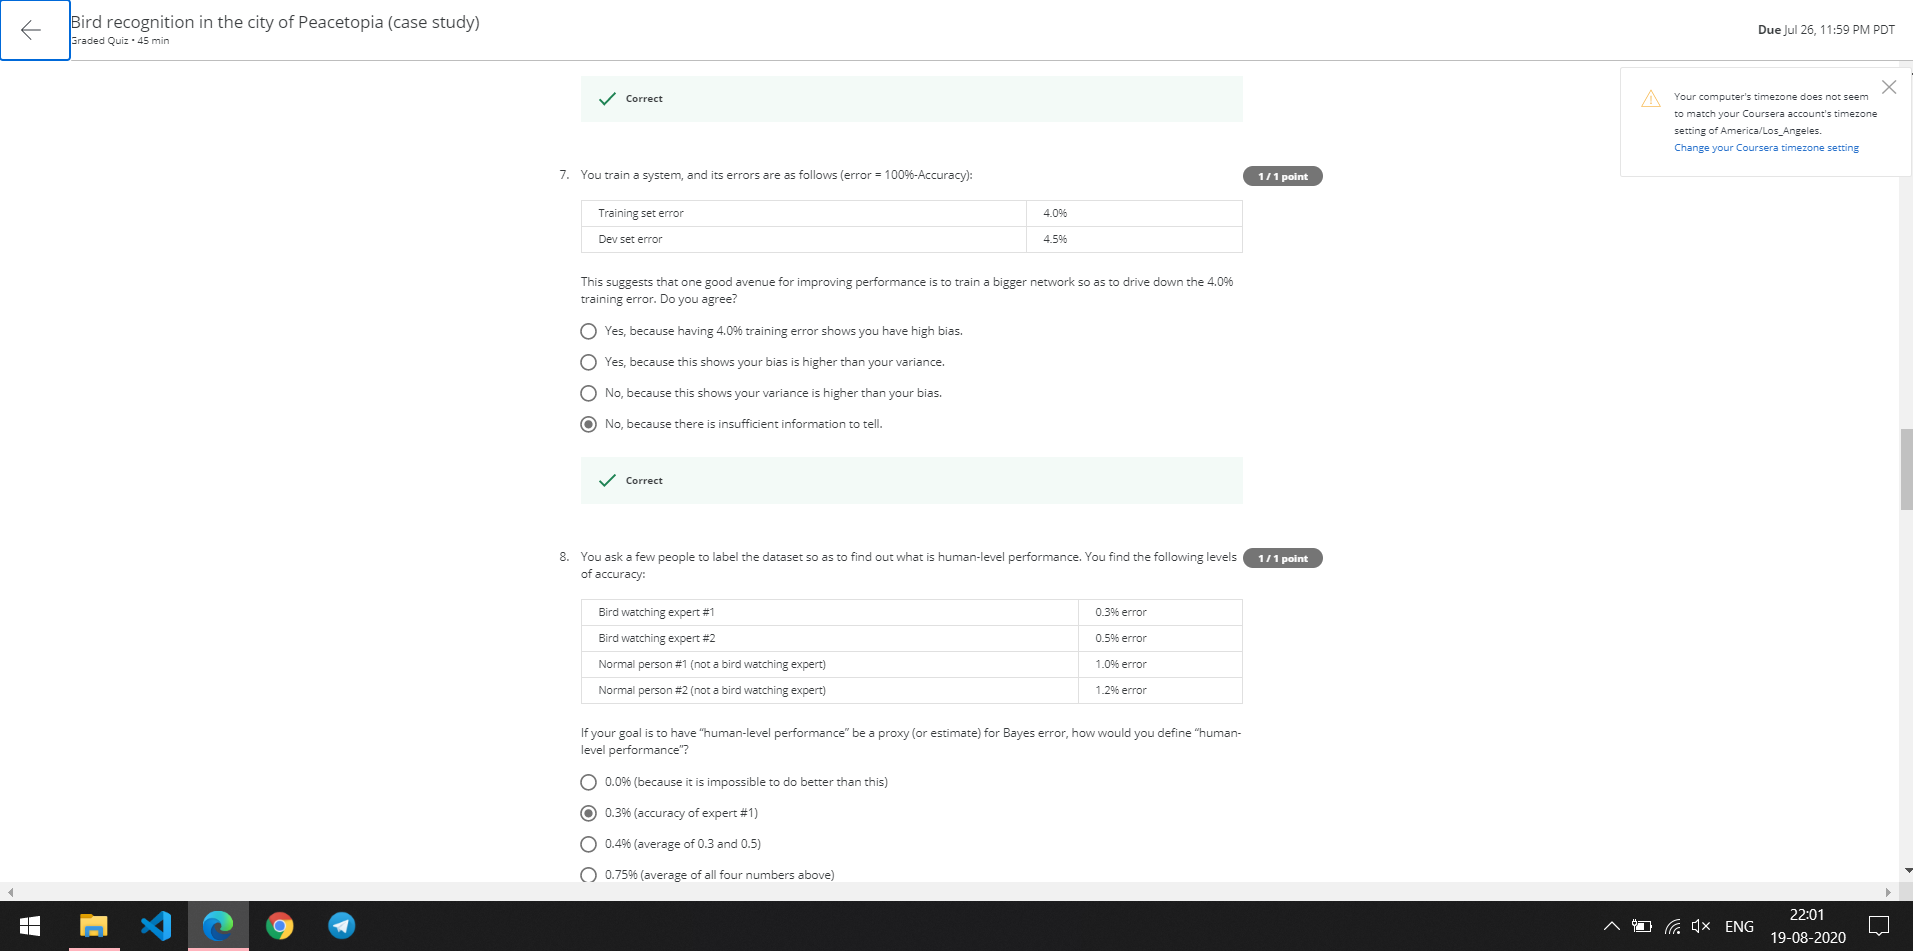 Bird recognition in the city of Peacetopia (case study)
Graded Quiz • 45 min
Due Jul 26, 11:59 PM PDT
Your computer's timezone does not seem
to match your Coursera account's timezone
setting of America/Los_Angeles.
Change your Coursera timezone setting
Correct
7. You train a system, and its errors are as follows (error = 100%-Accuracy):
1 / 1 point
Training set error 4.0%
Dev set error 4.5%
This suggests that one good avenue for improving performance is to train a bigger network so as to drive down the 4.0%
training error. Do you agree?
Yes, because having 4.0% training error shows you have high bias.
Yes, because this shows your bias is higher than your variance.
No, because this shows your variance is higher than your bias.
No, because there is insufficient information to tell.
Correct
8. You ask a few people to label the dataset so as to find out what is human-level performance. You find the following levels
of accuracy:
1 / 1 point
Bird watching expert #1 0.3% error
Bird watching expert #2 0.5% error
Normal person #1 (not a bird watching expert) 1.0% error
Normal person #2 (not a bird watching expert) 1.2% error
If your goal is to have “human-level performance” be a proxy (or estimate) for Bayes error, how would you define “human-
level performance”?
0.0% (because it is impossible to do better than this)
0.3% (accuracy of expert #1)
0.4% (average of 0.3 and 0.5)
0.75% (average of all four numbers above)
ENG
22:01
19-08-2020